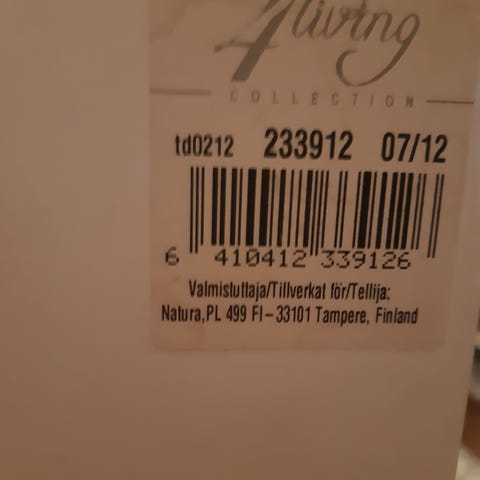 4living
COLLECTION
td0212 233912 07/12
6 410412 339126
Valmistuttaja/Tillverkat för/Tellija:
Natura,PL 499 FI-33101 Tampere, Finland